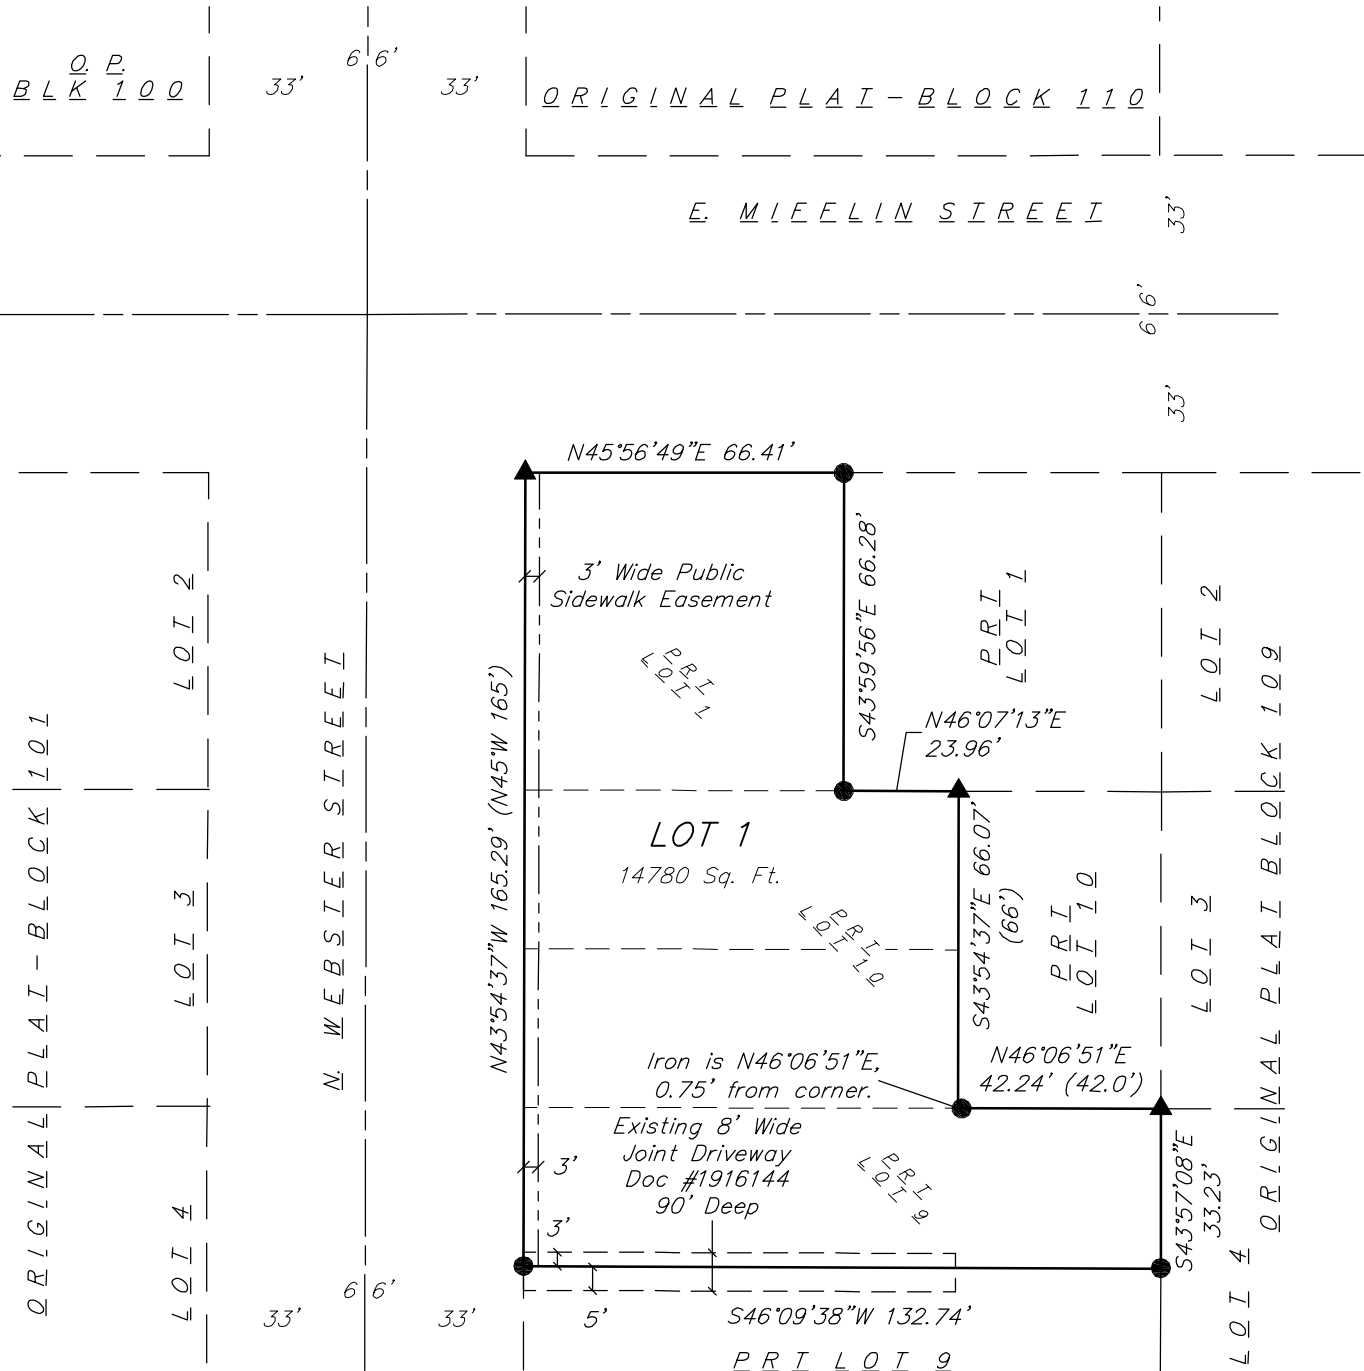 O. P.
BLK 100
33'
66'
33'
ORIGINAL PLAT-BLOCK 110
E. MIFFLIN STREET
33'
66'
33'
N45°56'49"E 66.41'
3' Wide Public
Sidewalk Easement
PRT
LOT 1
S43°59'56"E 66.28'
PRT
LOT 1
LOT 2
LOT 2
N46°07'13"E
23.96'
N43°54'37"W 165.29' (N45°W 165')
LOT 1
14780 Sq. Ft.
N. WEBSTER STREET
ORIGINAL PLAT-BLOCK 101
LOT 3
PRT
LOT 10
S43°54'37"E 66.07'
(66')
PRT
LOT 10
LOT 3
ORIGINAL PLAT BLOCK 109
Iron is N46°06'51"E,
0.75' from corner.
N46°06'51"E
42.24' (42.0')
Existing 8' Wide
Joint Driveway
Doc #1916144
90' Deep
PRT
LOT 9
3'
3'
S43°57'08"E
33.23'
LOT 4
LOT 4
66'
33'
33'
5'
S46°09'38"W 132.74'
PRT LOT 9